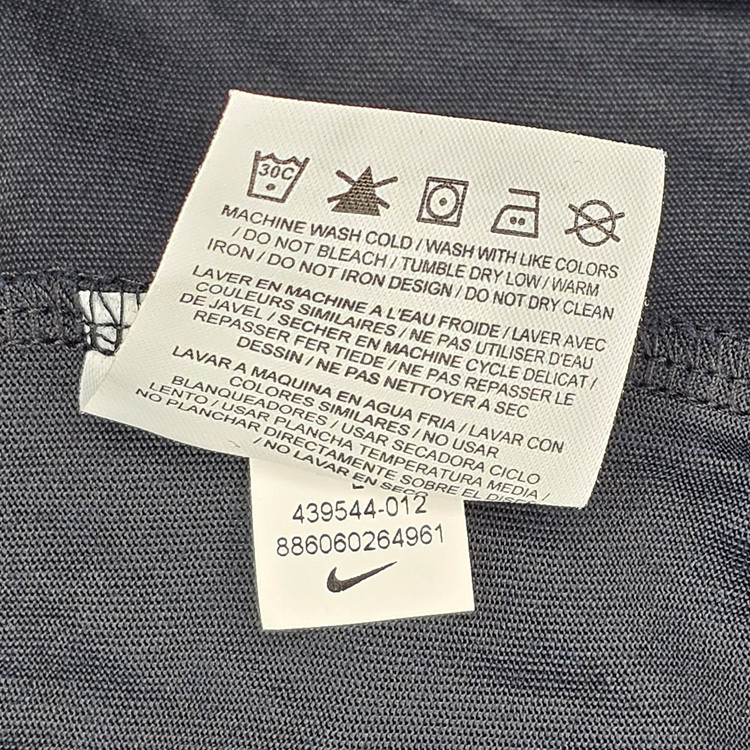 30C
MACHINE WASH COLD / WASH WITH LIKE COLORS
/ DO NOT BLEACH / TUMBLE DRY LOW / WARM
IRON / DO NOT IRON DESIGN / DO NOT DRY CLEAN
LAVER EN MACHINE A L'EAU FROIDE / LAVER AVEC
COULEURS SIMILAIRES / NE PAS UTILISER D'EAU
DE JAVEL / SECHER EN MACHINE CYCLE DELICAT /
REPASSER FER TIEDE / NE PAS REPASSER LE
DESSIN / NE PAS NETTOYER A SEC
LAVAR A MAQUINA EN AGUA FRIA / LAVAR CON
COLORES SIMILARES / NO USAR
BLANQUEADORES / USAR SECADORA CICLO
LENTO / USAR PLANCHA TEMPERATURA MEDIA /
NO PLANCHAR DIRECTAMENTE SOBRE EL
/ NO LAVAR EN SECO
439544-012
886060264961